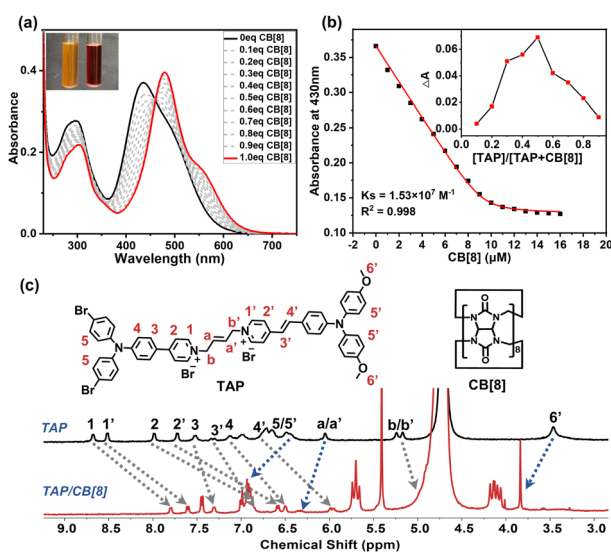 (a)
0eq CB[8]
0.1eq CB[8]
0.2eq CB[8]
0.3eq CB[8]
0.4eq CB[8]
0.5eq CB[8]
0.6eq CB[8]
0.7eq CB[8]
0.8eq CB[8]
0.9eq CB[8]
1.0eq CB[8]
0.4
0.2
0.0
Absorbance
300 400 500 600 700
Wavelength (nm)
(b)
0.35
0.30
0.25
0.20
0.15
0.10
Absorbance at 430nm
0.06
0.04
0.02
0.00
△A
0.0 0.2 0.4 0.6 0.8
[TAP]/[TAP+CB[8]]
Ks = 1.53×10⁷ M⁻¹
R² = 0.998
0 2 4 6 8 10 12 14 16 18
CB[8] (μM)
(c)
Br
5
5
Br
N
4 3 2 1
N+
Br−
b a a' b'
1' 2' 4'
N+
Br−
3'
N
O 6'
5'
5'
O 6'
TAP
O
N N
N N
O
8
CB[8]
TAP
1 1' 2 2' 3 3' 4 4' 5/5' a/a' b/b' 6'
TAP/CB[8]
9.0 8.5 8.0 7.5 7.0 6.5 6.0 5.5 5.0 4.5 4.0 3.5 3.0
Chemical Shift (ppm)